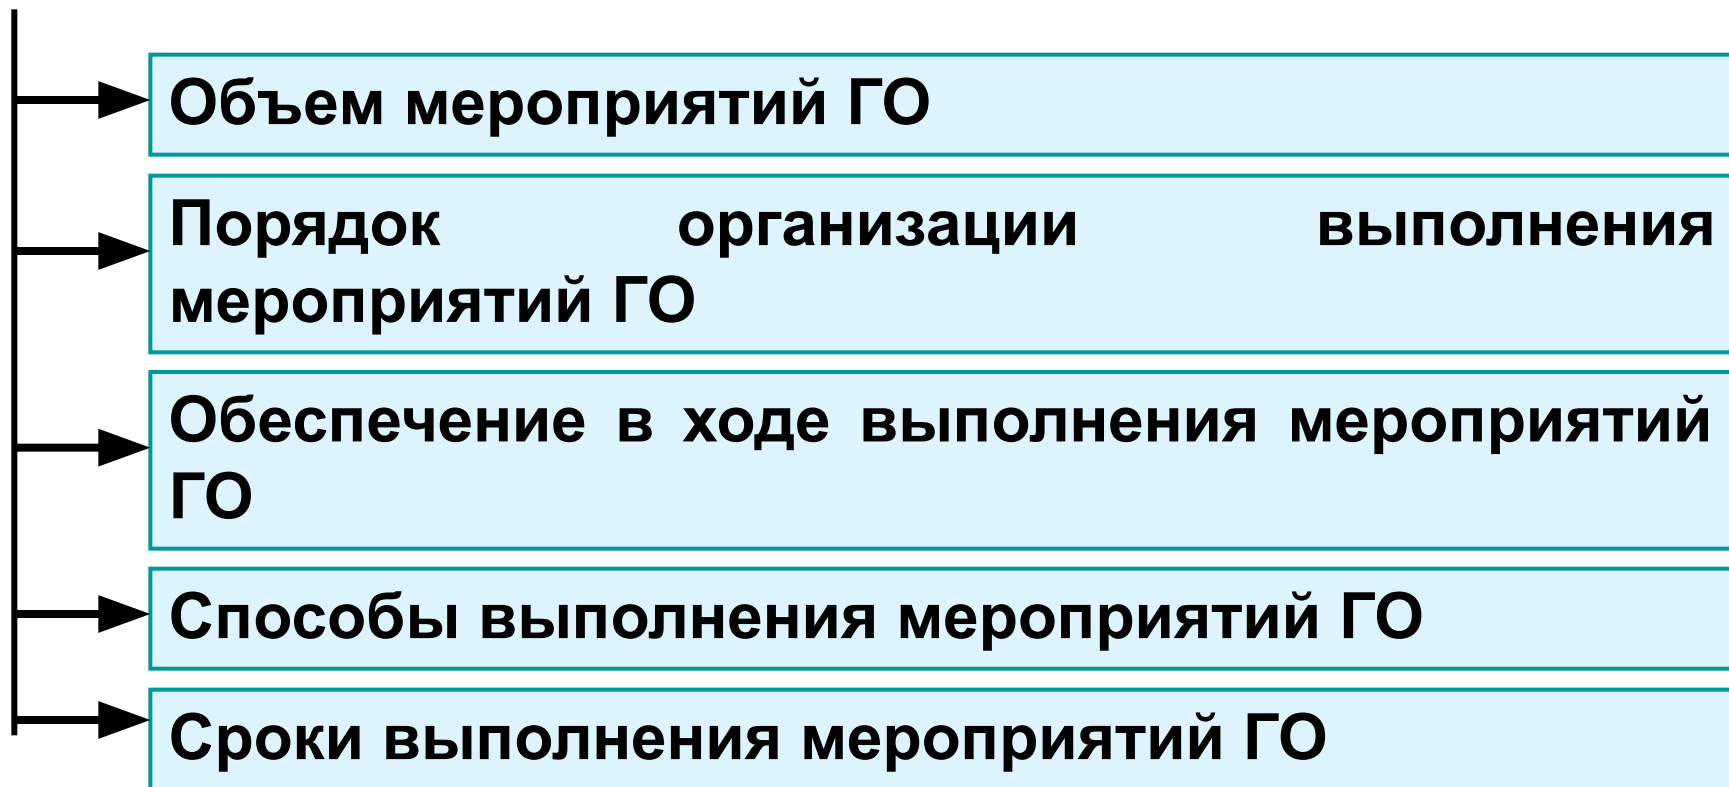 Объем мероприятий ГО
Порядок организации выполнения
мероприятий ГО
Обеспечение в ходе выполнения мероприятий
ГО
Способы выполнения мероприятий ГО
Сроки выполнения мероприятий ГО